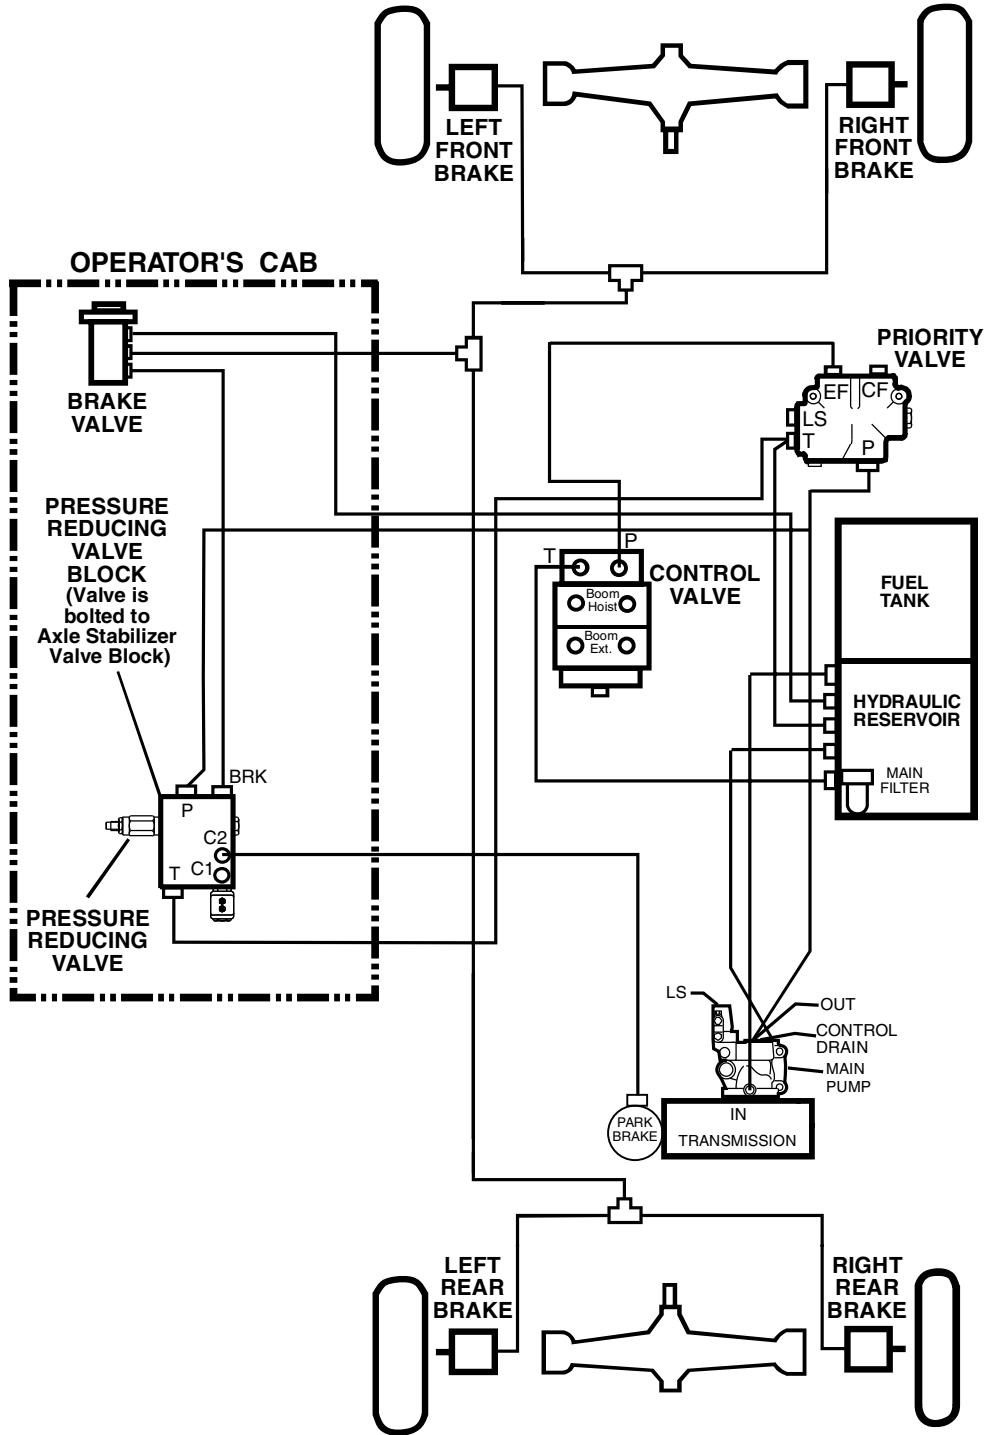 LEFT
FRONT
BRAKE
RIGHT
FRONT
BRAKE
OPERATOR'S CAB
BRAKE
VALVE
PRIORITY
VALVE
EF
CF
LS
T
P
PRESSURE
REDUCING
VALVE
BLOCK
(Valve is
bolted to
Axle Stabilizer
Valve Block)
T
P
CONTROL
VALVE
Boom
Hoist
Boom
Ext.
FUEL
TANK
HYDRAULIC
RESERVOIR
MAIN
FILTER
BRK
P
C2
C1
T
PRESSURE
REDUCING
VALVE
LS
OUT
CONTROL
DRAIN
MAIN
PUMP
IN
TRANSMISSION
PARK
BRAKE
LEFT
REAR
BRAKE
RIGHT
REAR
BRAKE